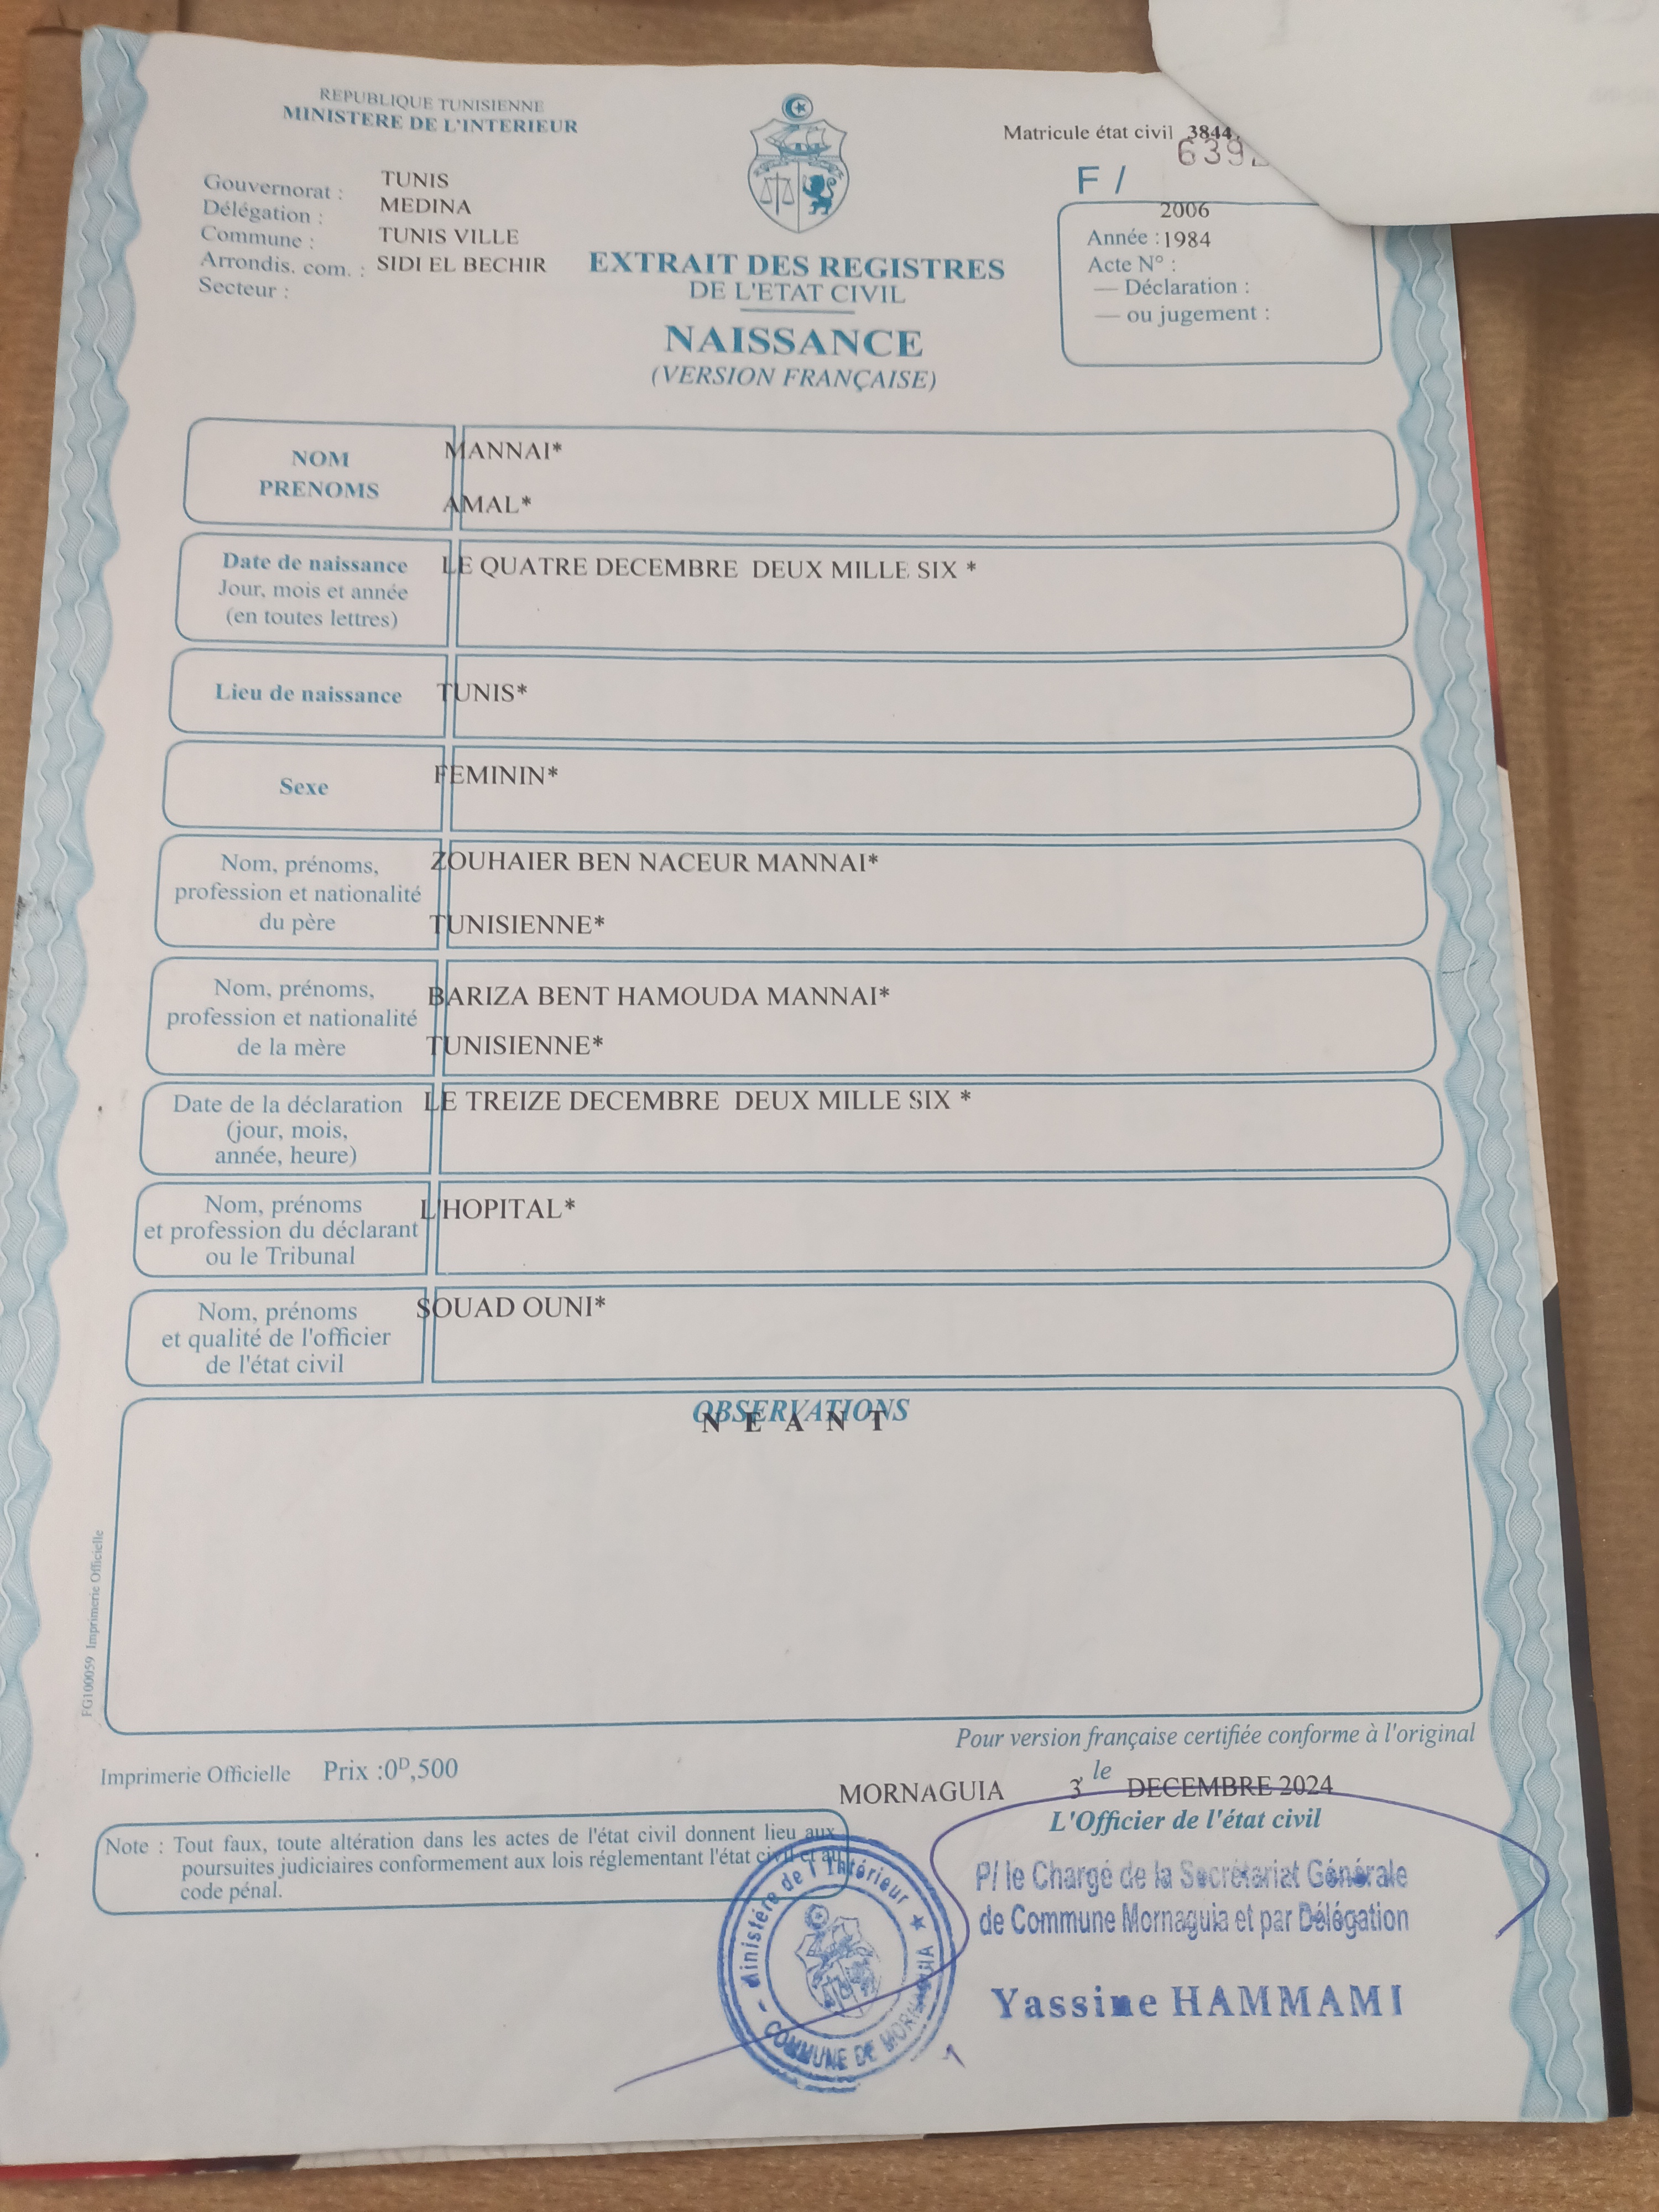 REPUBLIQUE TUNISIENNE
MINISTERE DE L'INTERIEUR
Matricule état civil 3844
F /
Gouvernorat : TUNIS
Délégation : MEDINA
Commune : TUNIS VILLE
Arrondis. com. : SIDI EL BECHIR
Secteur :
2006
Année : 1984
Acte N° :
— Déclaration :
— ou jugement :
EXTRAIT DES REGISTRES
DE L'ETAT CIVIL
NAISSANCE
(VERSION FRANÇAISE)
NOM MANNAI*
PRENOMS AMAL*
Date de naissance LE QUATRE DECEMBRE DEUX MILLE SIX *
Jour, mois et année
(en toutes lettres)
Lieu de naissance TUNIS*
Sexe FEMININ*
Nom, prénoms, ZOUHAIER BEN NACEUR MANNAI*
profession et nationalité
du père TUNISIENNE*
Nom, prénoms, BARIZA BENT HAMOUDA MANNAI*
profession et nationalité
de la mère TUNISIENNE*
Date de la déclaration LE TREIZE DECEMBRE DEUX MILLE SIX *
(jour, mois,
année, heure)
Nom, prénoms L'HOPITAL*
et profession du déclarant
ou le Tribunal
Nom, prénoms SOUAD OUNI*
et qualité de l'officier
de l'état civil
OBSERVATIONS
N E A N T
FG100059 Imprimerie Officielle
Pour version française certifiée conforme à l'original
Imprimerie Officielle Prix :0ᴰ,500
MORNAGUIA 3 le DECEMBRE 2024
L'Officier de l'état civil
Note : Tout faux, toute altération dans les actes de l'état civil donnent lieu aux
poursuites judiciaires conformement aux lois réglementant l'état civil et au
code pénal.
P/ le Chargé de la Secrétariat Générale
de Commune Mornaguia et par Délégation
Yassine HAMMAMI
Ministère de l'Intérieur
COMMUNE DE MORNAGUIA